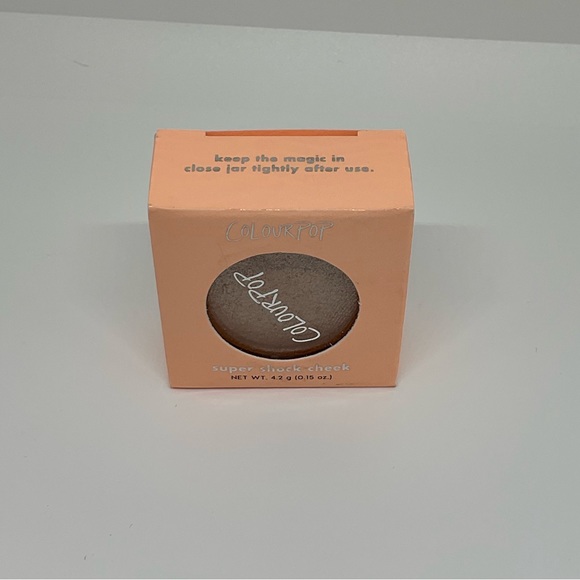 keep the magic in
close jar tightly after use.
COLOURPOP
COLOURPOP
super shock cheek
NET WT. 4.2 g (0.15 oz.)